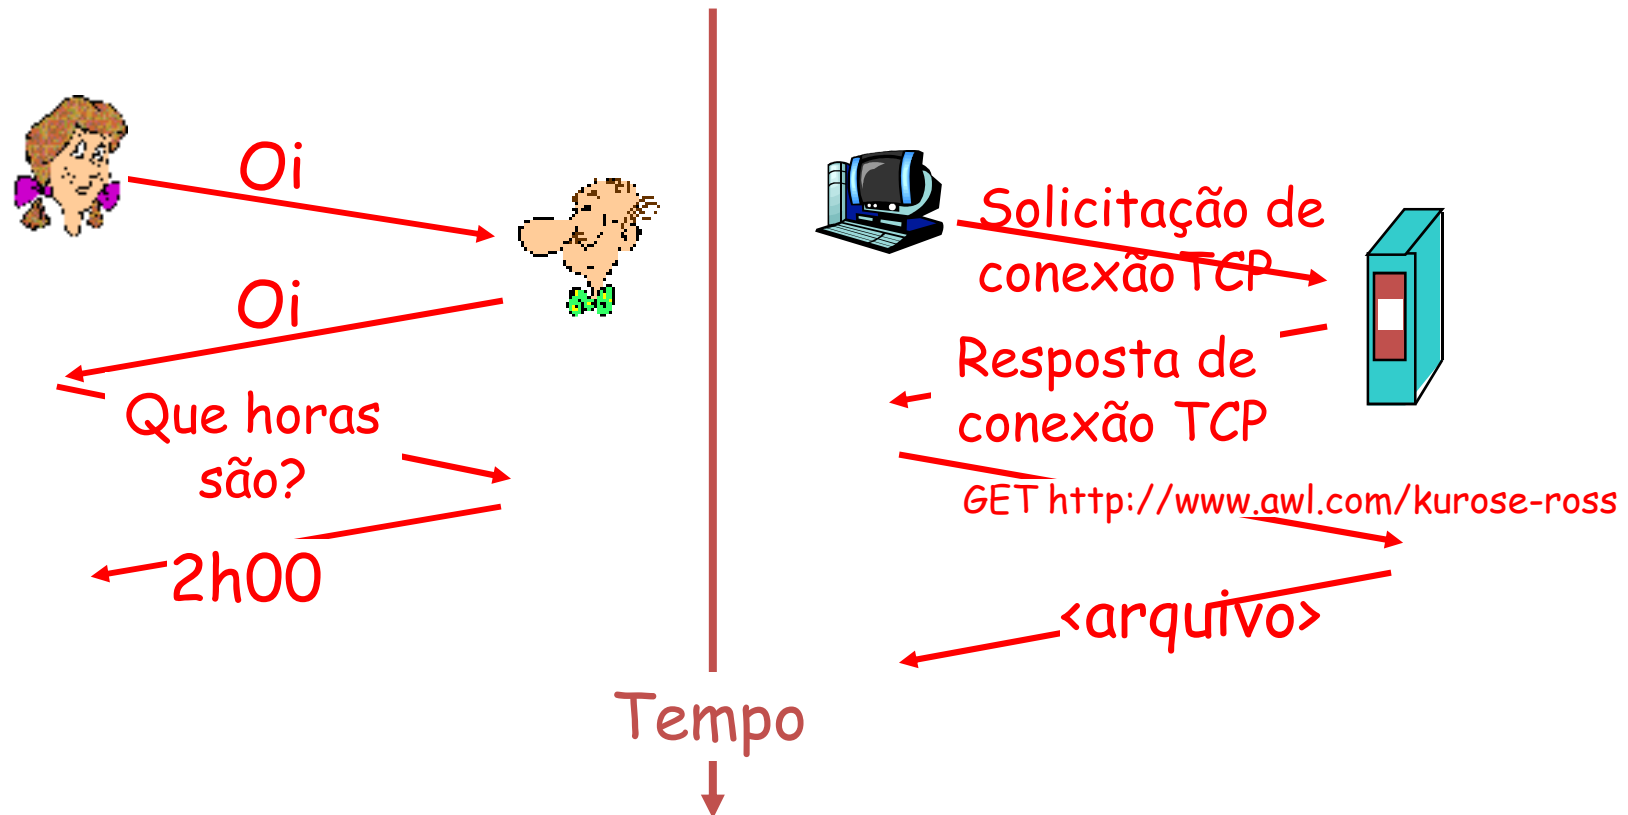 Oi
Oi
Que horas
são?
2h00
Solicitação de
conexão TCP
Resposta de
conexão TCP
GET http://www.awl.com/kurose-ross
<arquivo>
Tempo